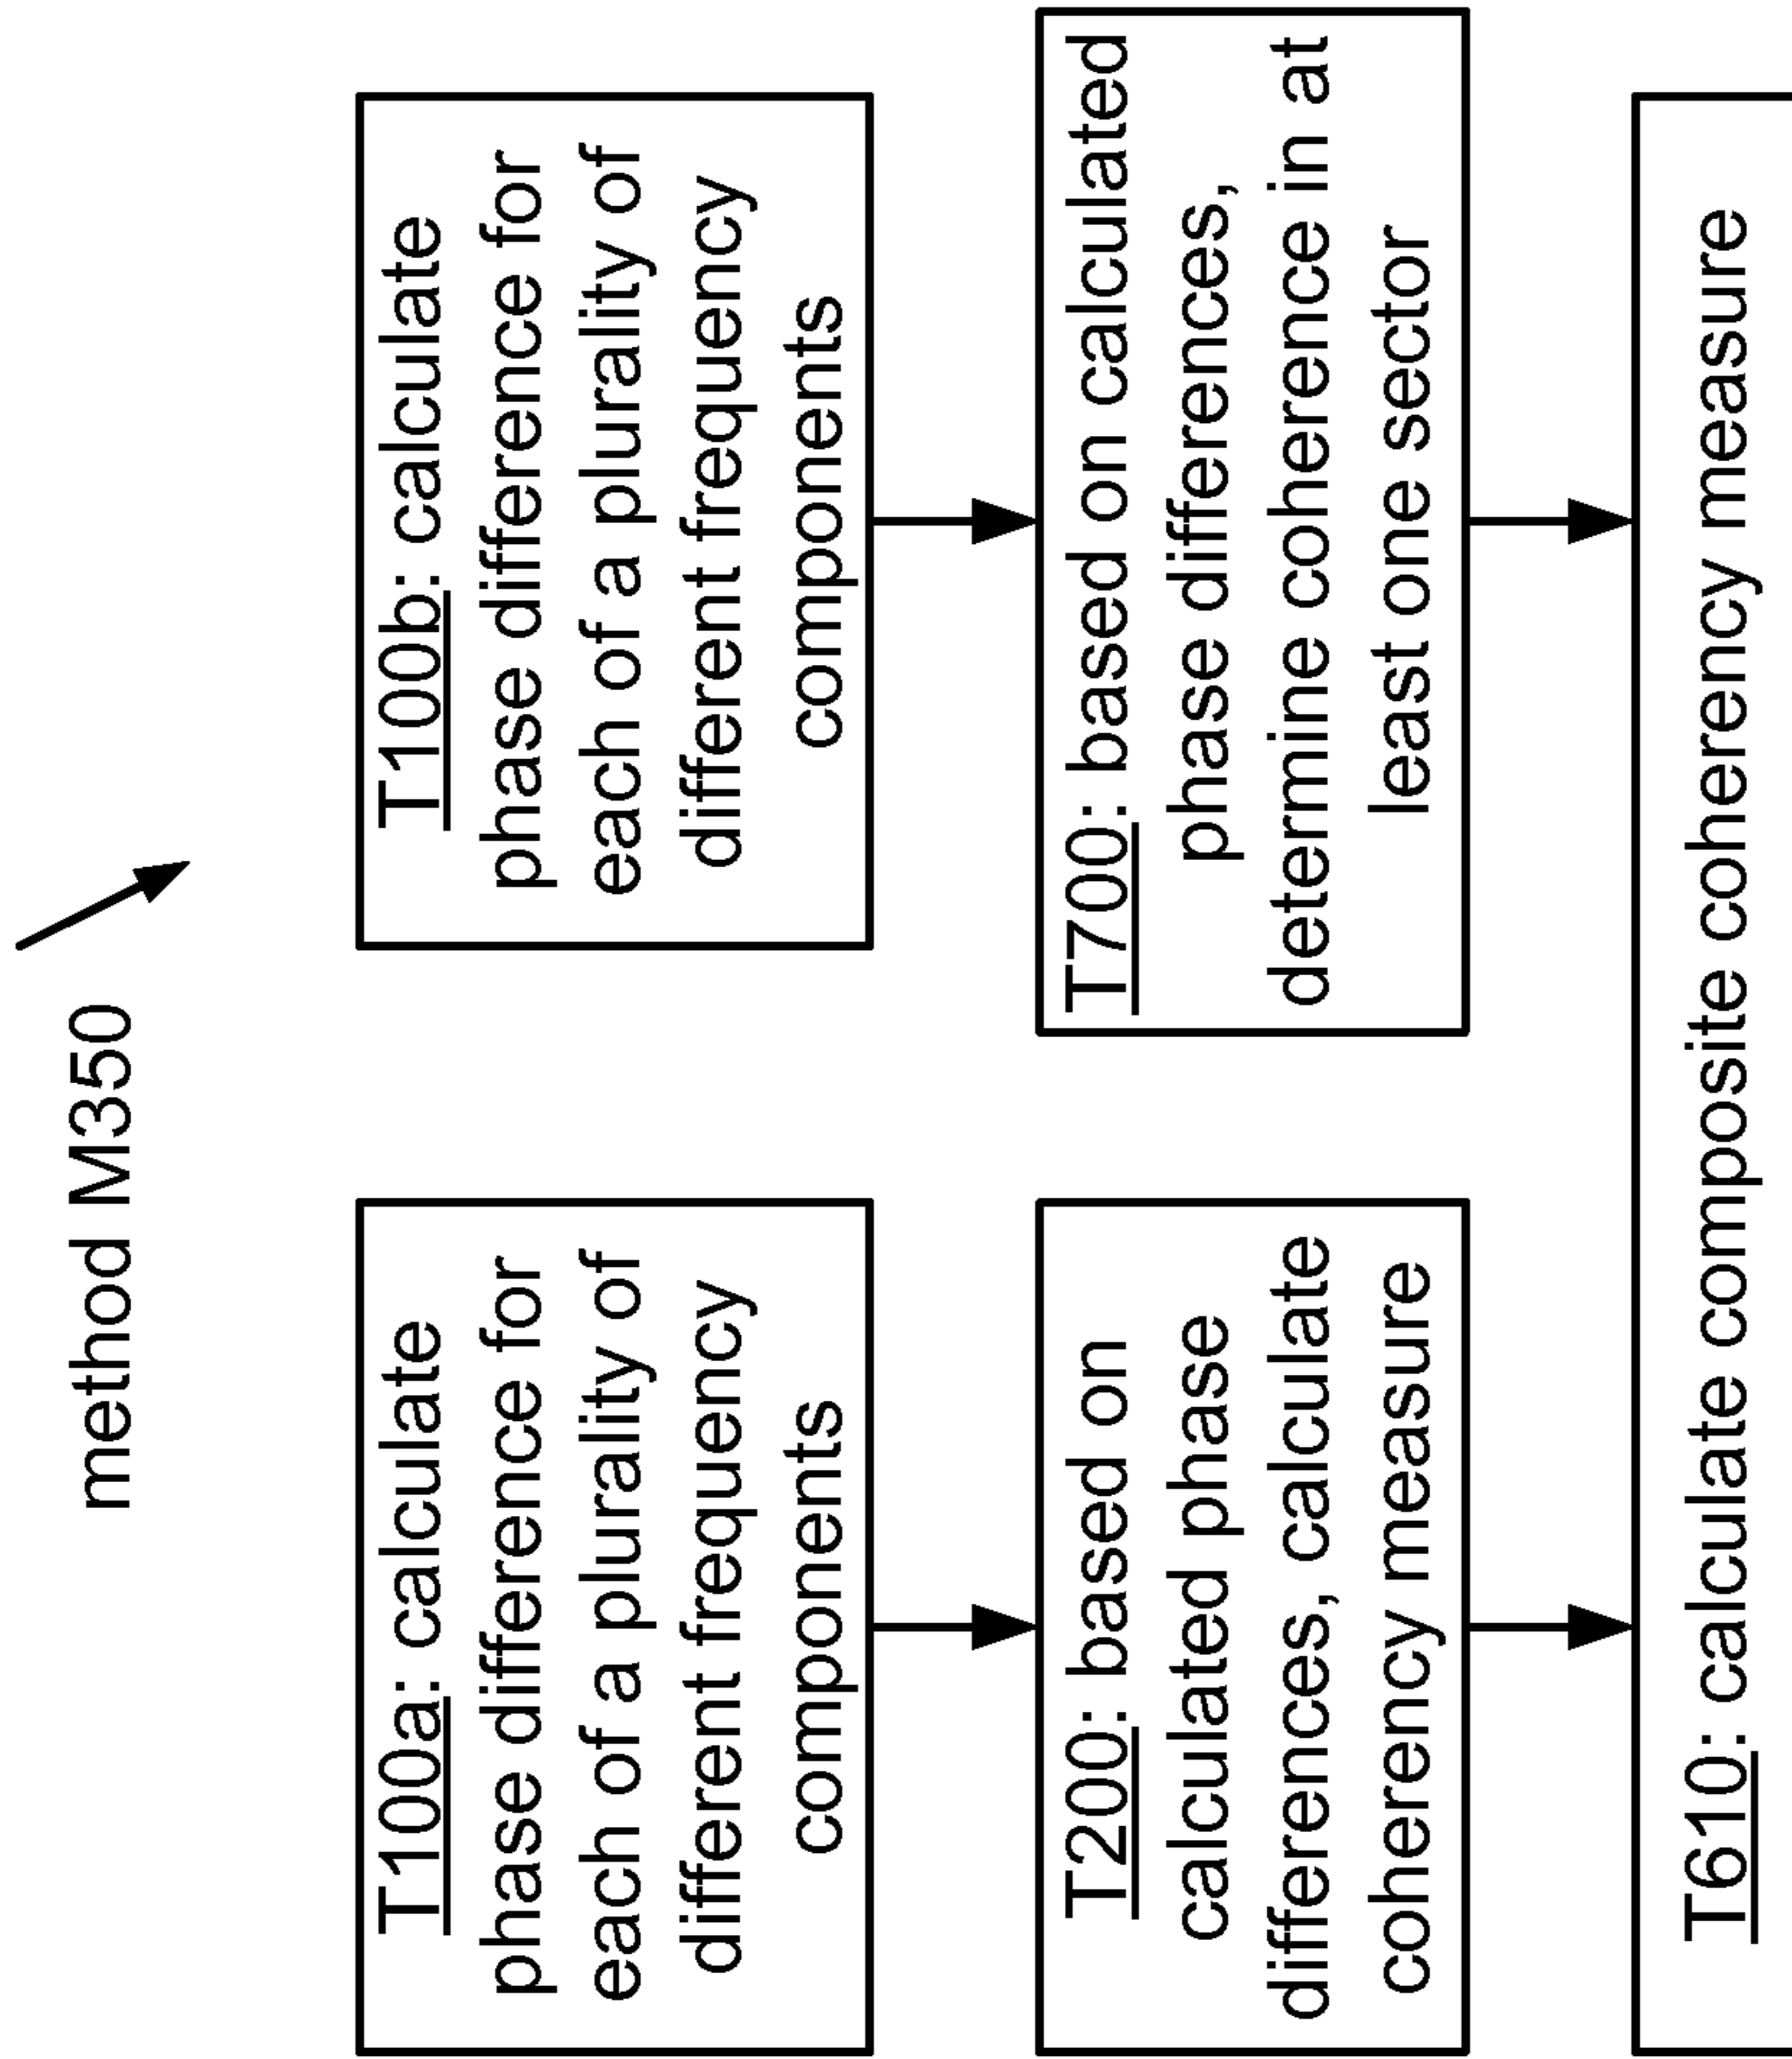 method M350
T100a: calculate
phase difference for
each of a plurality of
different frequency
components
T100b: calculate
phase difference for
each of a plurality of
different frequency
components
T200: based on
calculated phase
differences, calculate
coherency measure
T700: based on calculated
phase differences,
determine coherence in at
least one sector
T610: calculate composite coherency measure